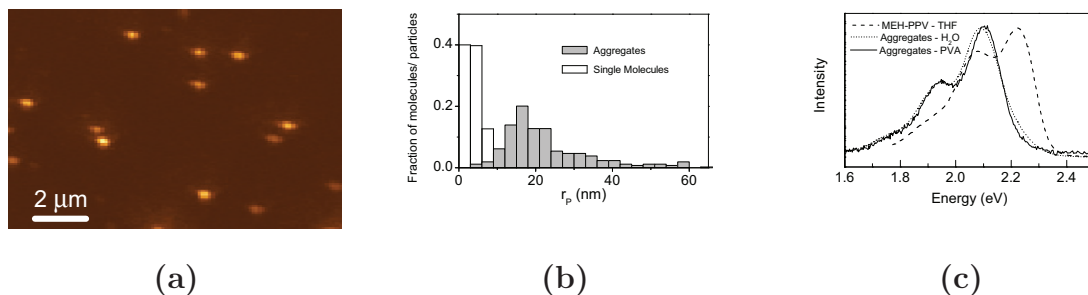 2 μm
(a)
Fraction of molecules/ particles
0.4
0.2
0.0
Aggregates
Single Molecules
0
20
40
60
r_P (nm)
(b)
Intensity
MEH-PPV - THF
Aggregates - H₂O
Aggregates - PVA
1.6
1.8
2.0
2.2
2.4
Energy (eV)
(c)